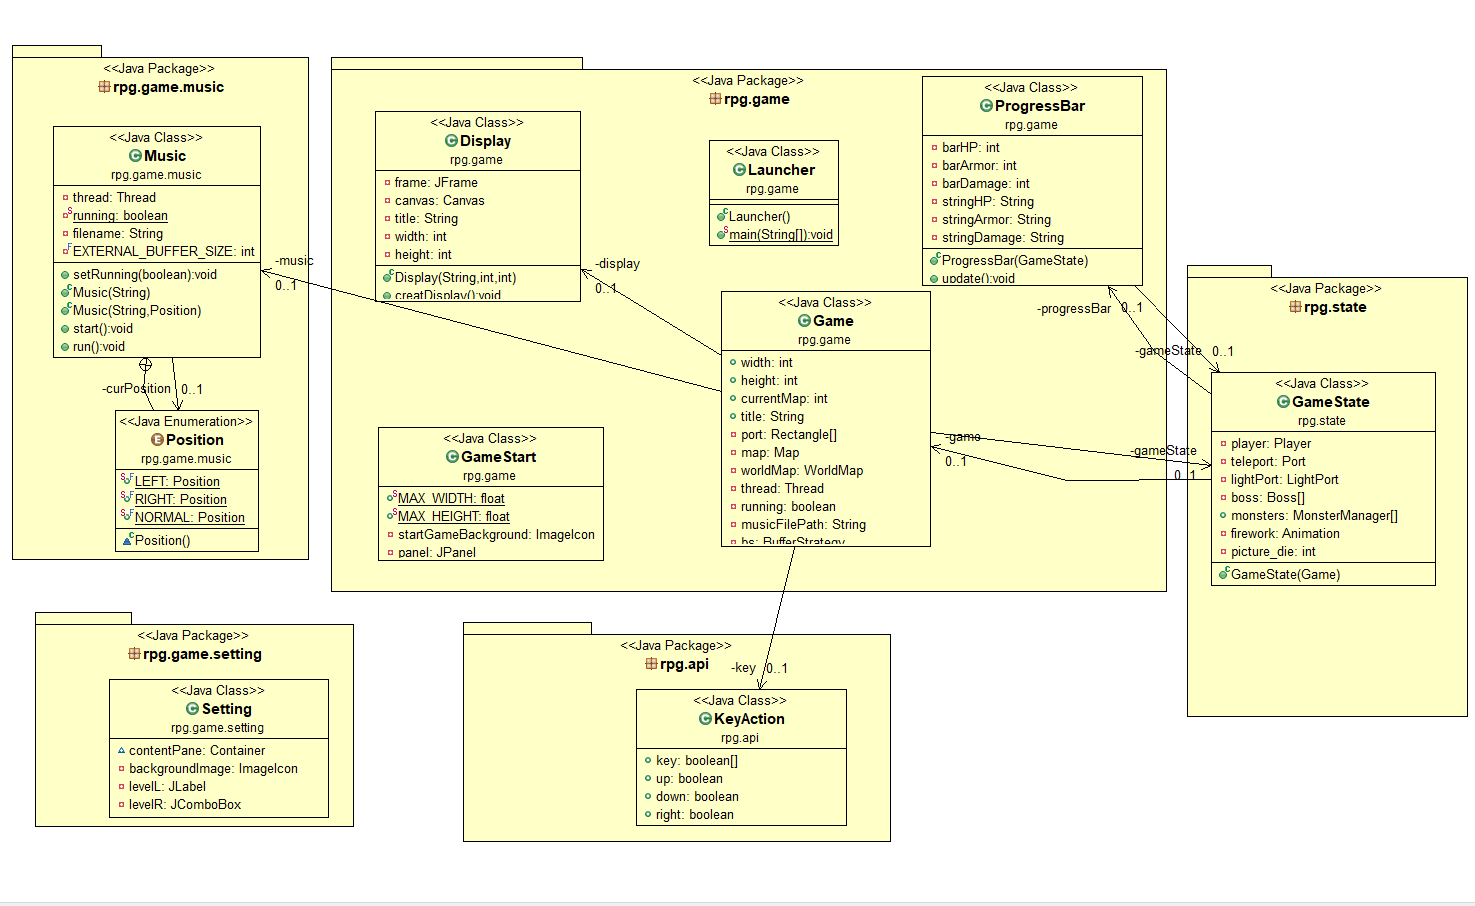 <<Java Package>>
rpg.game.music
<<Java Class>>
Music
rpg.game.music
thread: Thread
running: boolean
filename: String
EXTERNAL_BUFFER_SIZE: int
setRunning(boolean):void
Music(String)
Music(String,Position)
start():void
run():void
-curPosition
0..1
<<Java Enumeration>>
Position
rpg.game.music
LEFT: Position
RIGHT: Position
NORMAL: Position
Position()
-music
0..1
<<Java Package>>
rpg.game
<<Java Class>>
Display
rpg.game
frame: JFrame
canvas: Canvas
title: String
width: int
height: int
Display(String,int,int)
creatDisplay():void
-display
0..1
<<Java Class>>
Launcher
rpg.game
Launcher()
main(String[]):void
<<Java Class>>
ProgressBar
rpg.game
barHP: int
barArmor: int
barDamage: int
stringHP: String
stringArmor: String
stringDamage: String
ProgressBar(GameState)
update():void
-progressBar
0..1
-gameState
0..1
<<Java Class>>
Game
rpg.game
width: int
height: int
currentMap: int
title: String
port: Rectangle[]
map: Map
worldMap: WorldMap
thread: Thread
running: boolean
musicFilePath: String
bs: BufferStrategy
-game
0..1
-gameState
0..1
<<Java Class>>
GameStart
rpg.game
MAX_WIDTH: float
MAX_HEIGHT: float
startGameBackground: ImageIcon
panel: JPanel
<<Java Package>>
rpg.state
<<Java Class>>
GameState
rpg.state
player: Player
teleport: Port
lightPort: LightPort
boss: Boss[]
monsters: MonsterManager[]
firework: Animation
picture_die: int
GameState(Game)
<<Java Package>>
rpg.game.setting
<<Java Class>>
Setting
rpg.game.setting
contentPane: Container
backgroundImage: ImageIcon
levelL: JLabel
levelR: JComboBox
<<Java Package>>
rpg.api
-key
0..1
<<Java Class>>
KeyAction
rpg.api
key: boolean[]
up: boolean
down: boolean
right: boolean